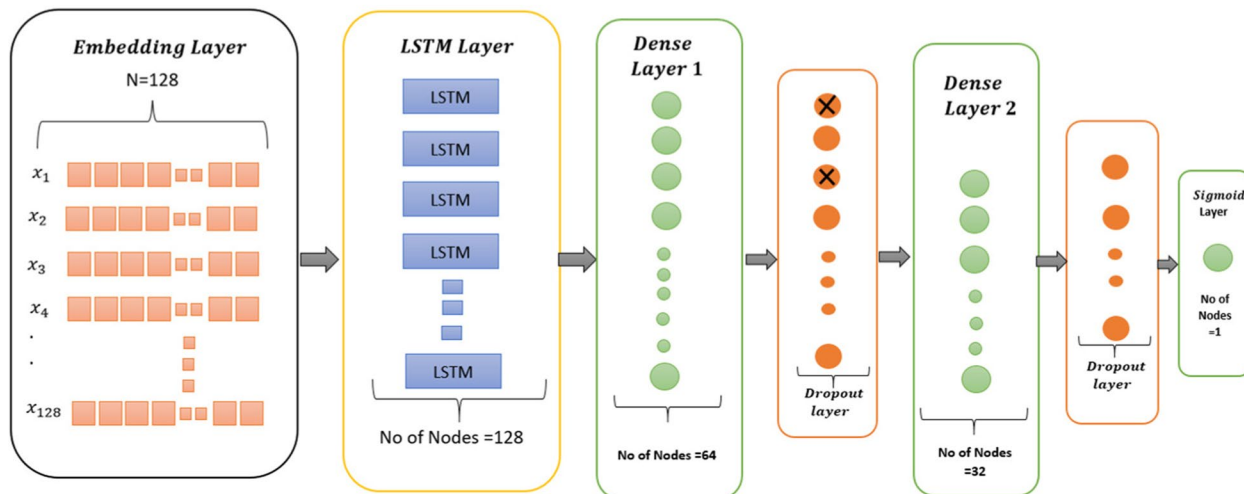 Embedding Layer
N=128
x1
x2
x3
x4
.
.
x128
LSTM Layer
LSTM
LSTM
LSTM
LSTM
LSTM
No of Nodes =128
Dense
Layer 1
No of Nodes =64
Dropout
layer
Dense
Layer 2
No of Nodes
=32
Dropout
layer
Sigmoid
Layer
No of
Nodes
=1